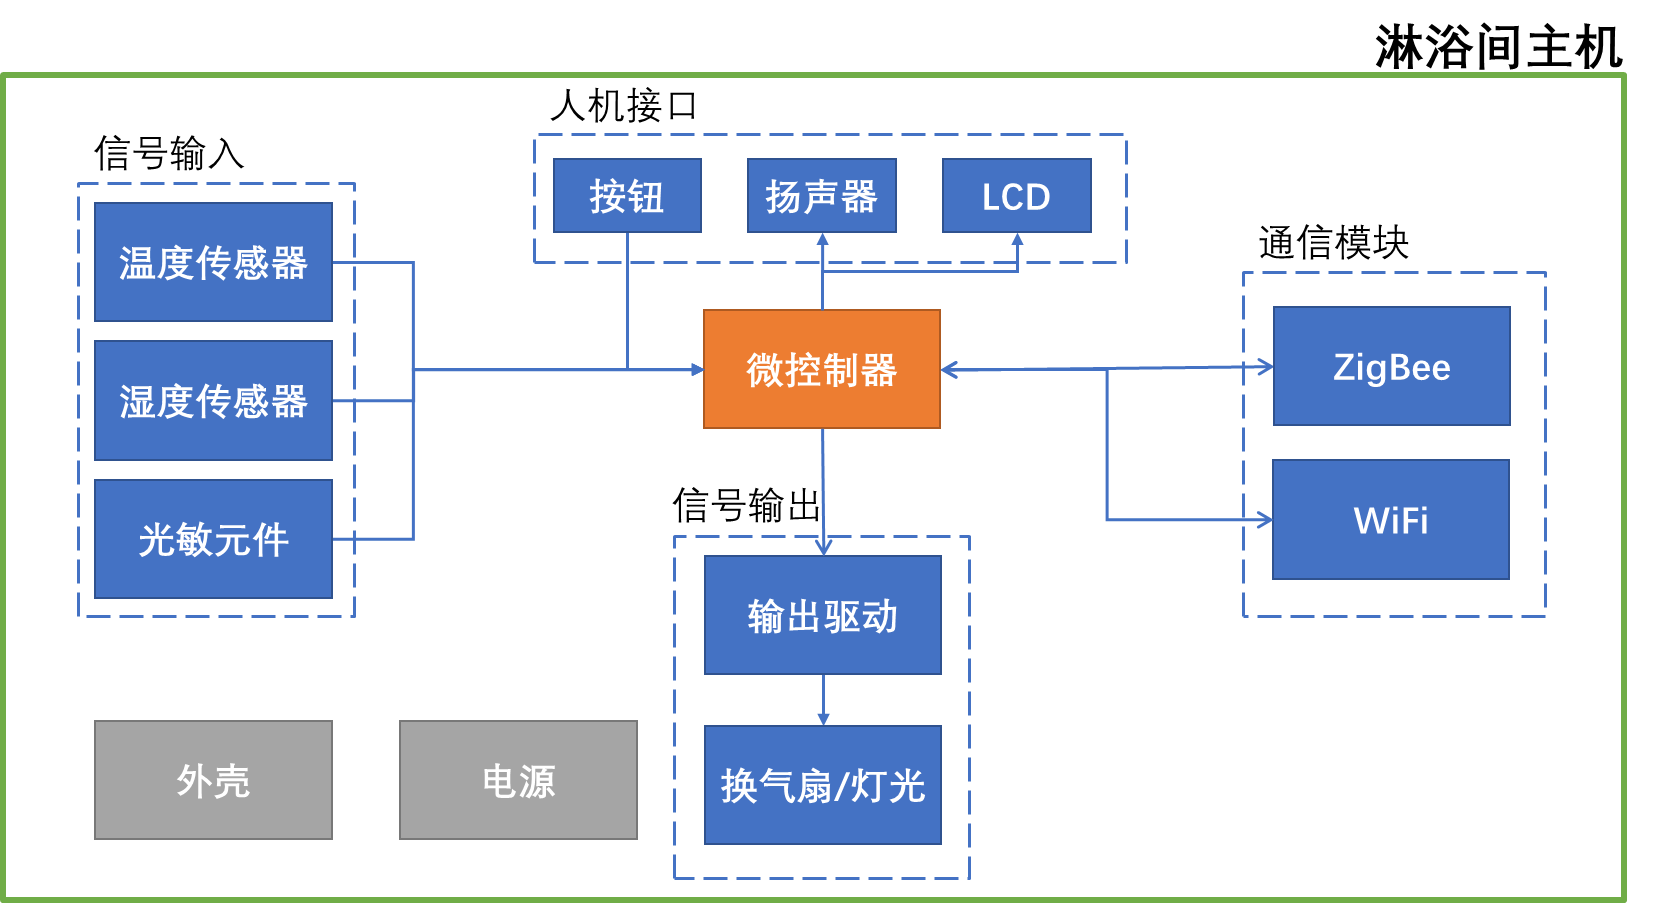 淋浴间主机
人机接口
信号输入
按钮
扬声器
LCD
温度传感器
通信模块
微控制器
ZigBee
湿度传感器
信号输出
WiFi
光敏元件
输出驱动
外壳
电源
换气扇/灯光